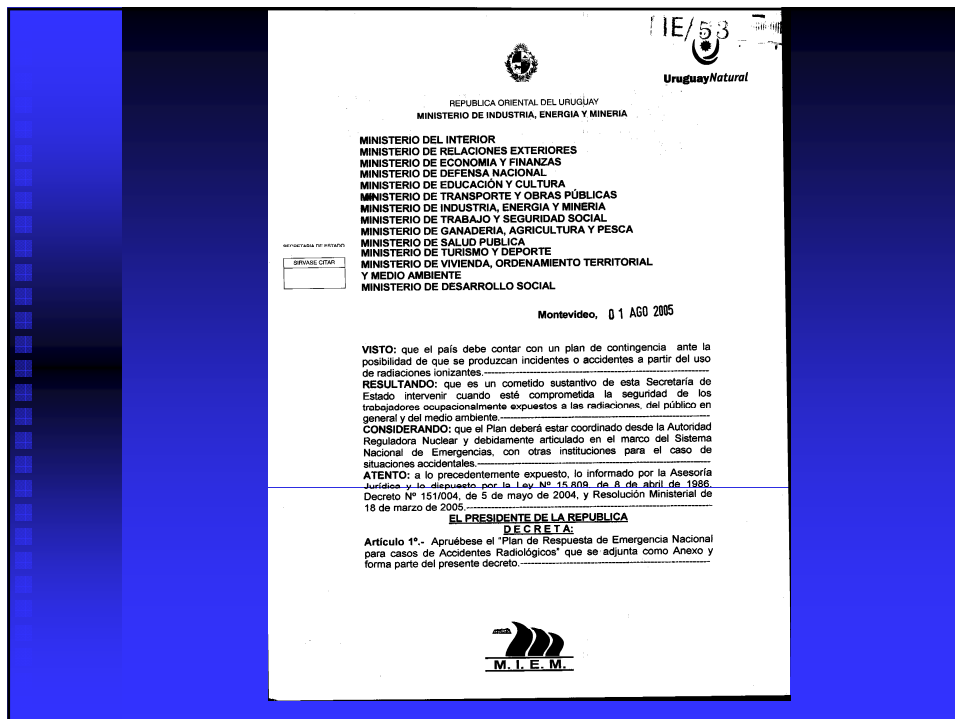 IE/53
UruguayNatural
REPUBLICA ORIENTAL DEL URUGUAY
MINISTERIO DE INDUSTRIA, ENERGIA Y MINERIA
MINISTERIO DEL INTERIOR
MINISTERIO DE RELACIONES EXTERIORES
MINISTERIO DE ECONOMIA Y FINANZAS
MINISTERIO DE DEFENSA NACIONAL
MINISTERIO DE EDUCACIÓN Y CULTURA
MINISTERIO DE TRANSPORTE Y OBRAS PÚBLICAS
MINISTERIO DE INDUSTRIA, ENERGIA Y MINERIA
MINISTERIO DE TRABAJO Y SEGURIDAD SOCIAL
MINISTERIO DE GANADERIA, AGRICULTURA Y PESCA
SECRETARIA DE ESTADO
MINISTERIO DE SALUD PUBLICA
MINISTERIO DE TURISMO Y DEPORTE
SIRVASE CITAR
MINISTERIO DE VIVIENDA, ORDENAMIENTO TERRITORIAL
Y MEDIO AMBIENTE
MINISTERIO DE DESARROLLO SOCIAL
Montevideo, 01 AGO 2005
VISTO: que el país debe contar con un plan de contingencia ante la
posibilidad de que se produzcan incidentes o accidentes a partir del uso
de radiaciones ionizantes.------------------------------------------------------------
RESULTANDO: que es un cometido sustantivo de esta Secretaría de
Estado intervenir cuando esté comprometida la seguridad de los
trabajadores ocupacionalmente expuestos a las radiaciones, del público en
general y del medio ambiente.--------------------------------------------------------
CONSIDERANDO: que el Plan deberá estar coordinado desde la Autoridad
Reguladora Nuclear y debidamente articulado en el marco del Sistema
Nacional de Emergencias, con otras instituciones para el caso de
situaciones accidentales.--------------------------------------------------------------
ATENTO: a lo precedentemente expuesto, lo informado por la Asesoría
Jurídica y lo dispuesto por la Ley Nº 15.809, de 8 de abril de 1986,
Decreto Nº 151/004, de 5 de mayo de 2004, y Resolución Ministerial de
18 de marzo de 2005.-----------------------------------------------------------------
EL PRESIDENTE DE LA REPUBLICA
D E C R E T A:
Artículo 1º.- Apruébese el "Plan de Respuesta de Emergencia Nacional
para casos de Accidentes Radiológicos" que se adjunta como Anexo y
forma parte del presente decreto.---------------------------------------------------
M. I. E. M.